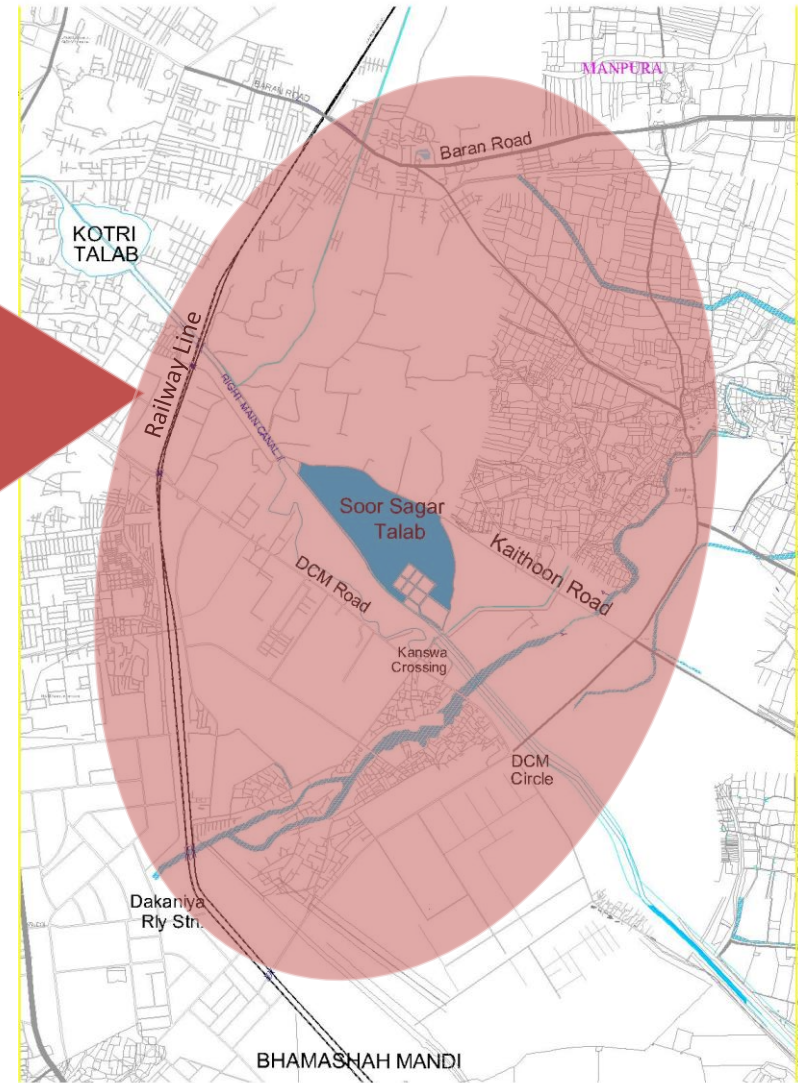 MANPURA
BARAN ROAD
Baran Road
KOTRI
TALAB
Railway Line
RIGHT MAIN CANAL
Soor Sagar
Talab
Kaithoon Road
DCM Road
Kanswa
Crossing
DCM
Circle
Dakaniya
Rly Stn.
BHAMASHAH MANDI